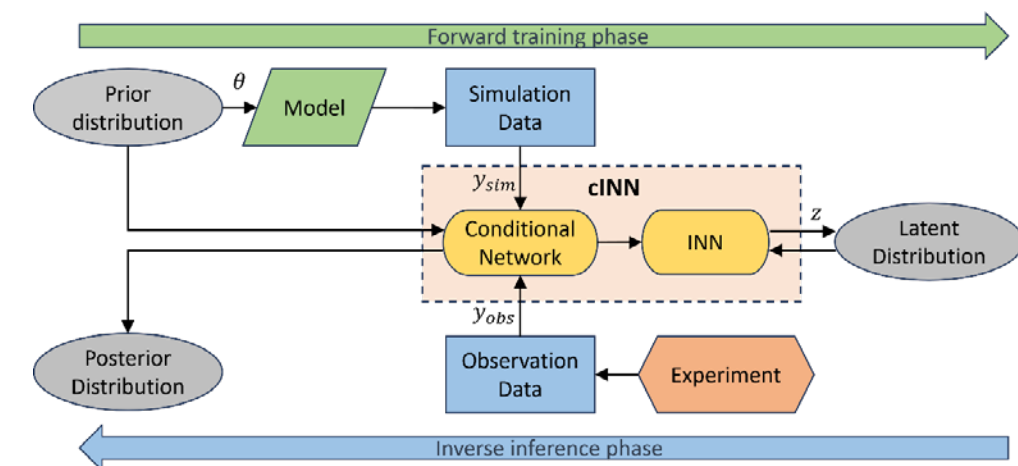 Forward training phase
Prior
distribution
θ
Model
Simulation
Data
y_sim
cINN
Conditional
Network
INN
z
Latent
Distribution
y_obs
Posterior
Distribution
Observation
Data
Experiment
Inverse inference phase